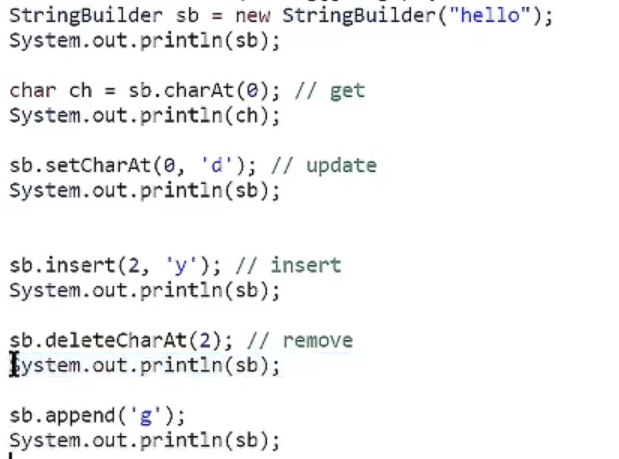 StringBuilder sb = new StringBuilder("hello");
System.out.println(sb);
char ch = sb.charAt(0); // get
System.out.println(ch);
sb.setCharAt(0, 'd'); // update
System.out.println(sb);
sb.insert(2, 'y'); // insert
System.out.println(sb);
sb.deleteCharAt(2); // remove
System.out.println(sb);
sb.append('g');
System.out.println(sb);